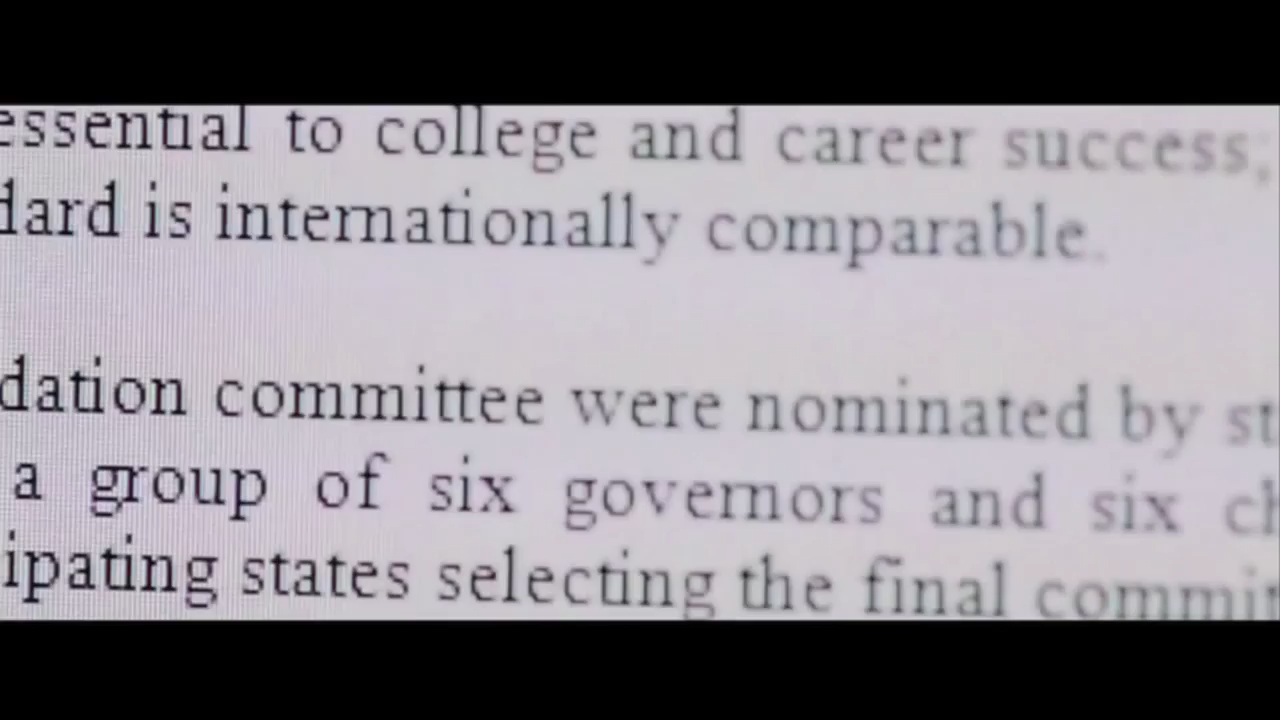 essential to college and career success;
dard is internationally comparable.
dation committee were nominated by st
a group of six governors and six ch
ipating states selecting the final commit